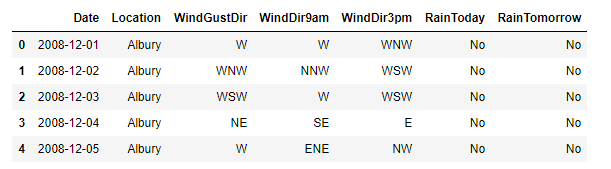 Date Location WindGustDir WindDir9am WindDir3pm RainToday RainTomorrow
0 2008-12-01 Albury W W WNW No No
1 2008-12-02 Albury WNW NNW WSW No No
2 2008-12-03 Albury WSW W WSW No No
3 2008-12-04 Albury NE SE E No No
4 2008-12-05 Albury W ENE NW No No